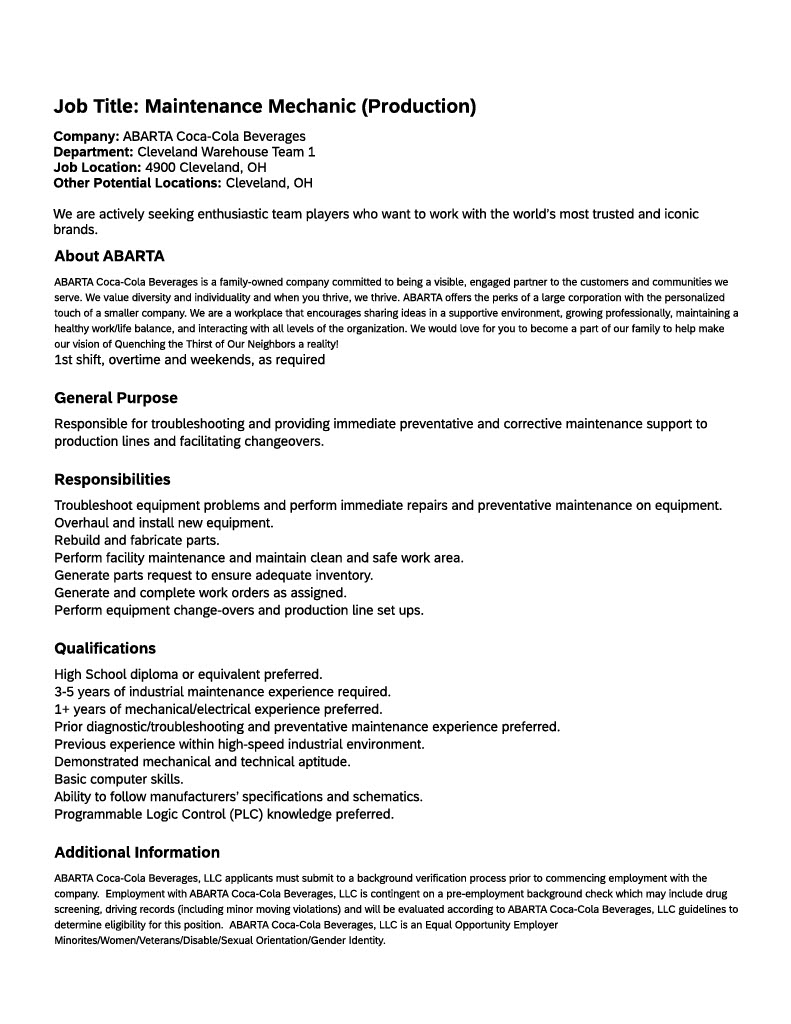 Job Title: Maintenance Mechanic (Production)
Company: ABARTA Coca-Cola Beverages
Department: Cleveland Warehouse Team 1
Job Location: 4900 Cleveland, OH
Other Potential Locations: Cleveland, OH
We are actively seeking enthusiastic team players who want to work with the world's most trusted and iconic
brands.
About ABARTA
ABARTA Coca-Cola Beverages is a family-owned company committed to being a visible, engaged partner to the customers and communities we
serve. We value diversity and individuality and when you thrive, we thrive. ABARTA offers the perks of a large corporation with the personalized
touch of a smaller company. We are a workplace that encourages sharing ideas in a supportive environment, growing professionally, maintaining a
healthy work/life balance, and interacting with all levels of the organization. We would love for you to become a part of our family to help make
our vision of Quenching the Thirst of Our Neighbors a reality!
1st shift, overtime and weekends, as required
General Purpose
Responsible for troubleshooting and providing immediate preventative and corrective maintenance support to
production lines and facilitating changeovers.
Responsibilities
Troubleshoot equipment problems and perform immediate repairs and preventative maintenance on equipment.
Overhaul and install new equipment.
Rebuild and fabricate parts.
Perform facility maintenance and maintain clean and safe work area.
Generate parts request to ensure adequate inventory.
Generate and complete work orders as assigned.
Perform equipment change-overs and production line set ups.
Qualifications
High School diploma or equivalent preferred.
3-5 years of industrial maintenance experience required.
1+ years of mechanical/electrical experience preferred.
Prior diagnostic/troubleshooting and preventative maintenance experience preferred.
Previous experience within high-speed industrial environment.
Demonstrated mechanical and technical aptitude.
Basic computer skills.
Ability to follow manufacturers' specifications and schematics.
Programmable Logic Control (PLC) knowledge preferred.
Additional Information
ABARTA Coca-Cola Beverages, LLC applicants must submit to a background verification process prior to commencing employment with the
company.  Employment with ABARTA Coca-Cola Beverages, LLC is contingent on a pre-employment background check which may include drug
screening, driving records (including minor moving violations) and will be evaluated according to ABARTA Coca-Cola Beverages, LLC guidelines to
determine eligibility for this position.  ABARTA Coca-Cola Beverages, LLC is an Equal Opportunity Employer
Minorites/Women/Veterans/Disable/Sexual Orientation/Gender Identity.